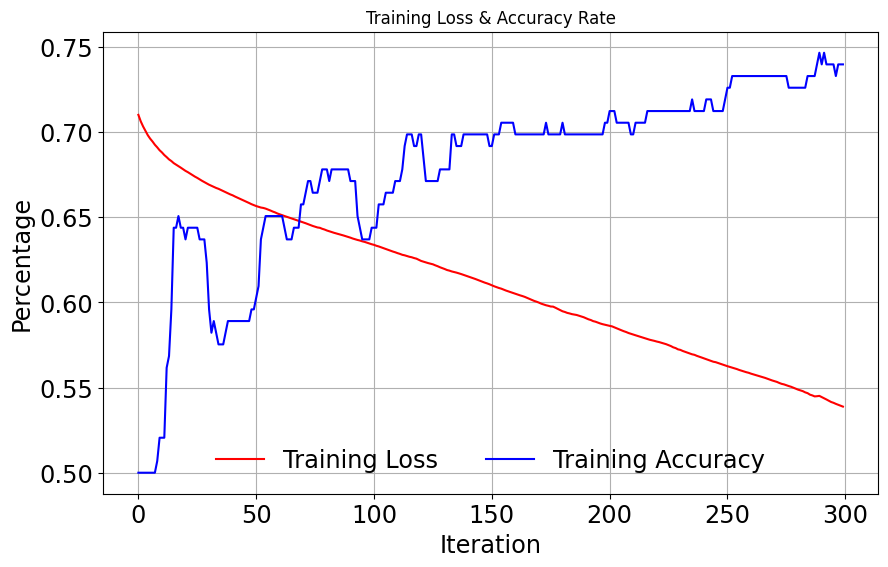 Training Loss & Accuracy Rate
Percentage
0.75
0.70
0.65
0.60
0.55
0.50
Training Loss
Training Accuracy
0
50
100
150
200
250
300
Iteration